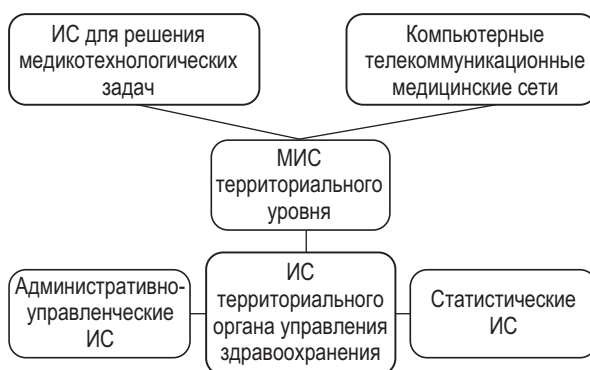 ИС для решения
медикотехнологических
задач
Компьютерные
телекоммуникационные
медицинские сети
МИС
территориального
уровня
Административно-
управленческие
ИС
ИС
территориального
органа управления
здравоохранения
Статистические
ИС